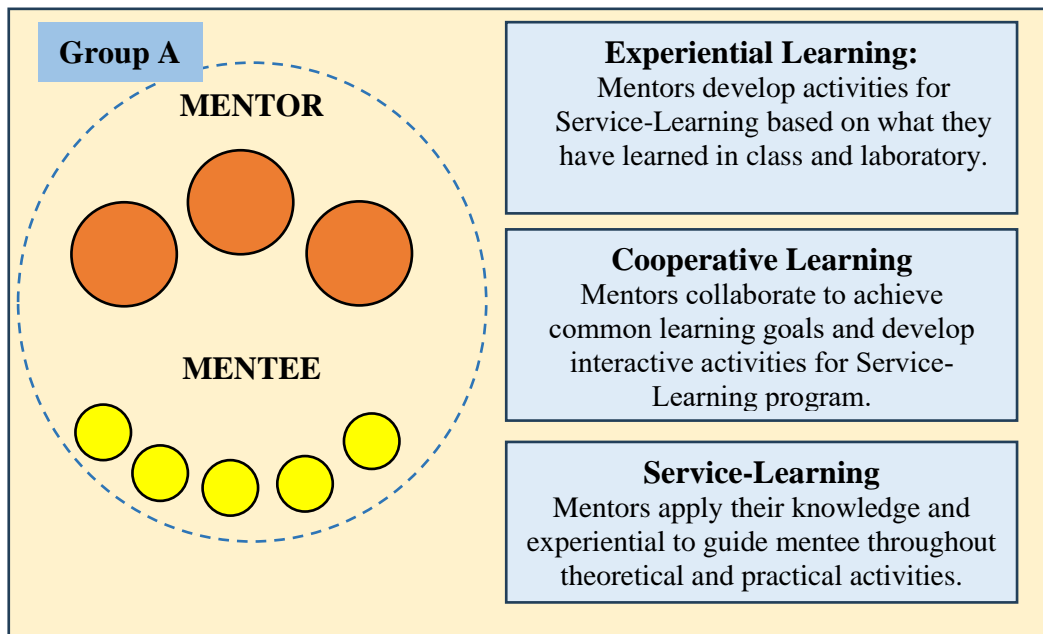 Group A
MENTOR
MENTEE
Experiential Learning:
Mentors develop activities for
Service-Learning based on what they
have learned in class and laboratory.
Cooperative Learning
Mentors collaborate to achieve
common learning goals and develop
interactive activities for Service-
Learning program.
Service-Learning
Mentors apply their knowledge and
experiential to guide mentee throughout
theoretical and practical activities.